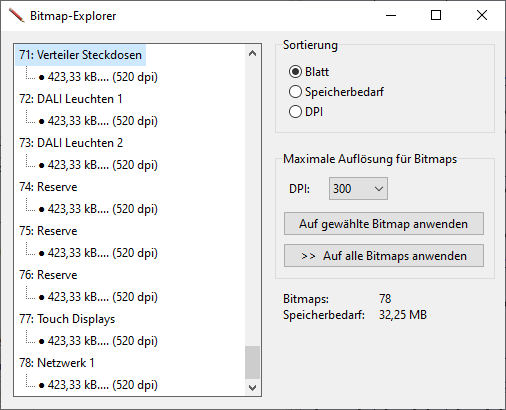 Bitmap-Explorer
71: Verteiler Steckdosen
● 423,33 kB.... (520 dpi)
72: DALI Leuchten 1
● 423,33 kB.... (520 dpi)
73: DALI Leuchten 2
● 423,33 kB.... (520 dpi)
74: Reserve
● 423,33 kB.... (520 dpi)
75: Reserve
● 423,33 kB.... (520 dpi)
76: Reserve
● 423,33 kB.... (520 dpi)
77: Touch Displays
● 423,33 kB.... (520 dpi)
78: Netzwerk 1
● 423,33 kB.... (520 dpi)
Sortierung
Blatt
Speicherbedarf
DPI
Maximale Auflösung für Bitmaps
DPI: 300
Auf gewählte Bitmap anwenden
>> Auf alle Bitmaps anwenden
Bitmaps: 78
Speicherbedarf: 32,25 MB